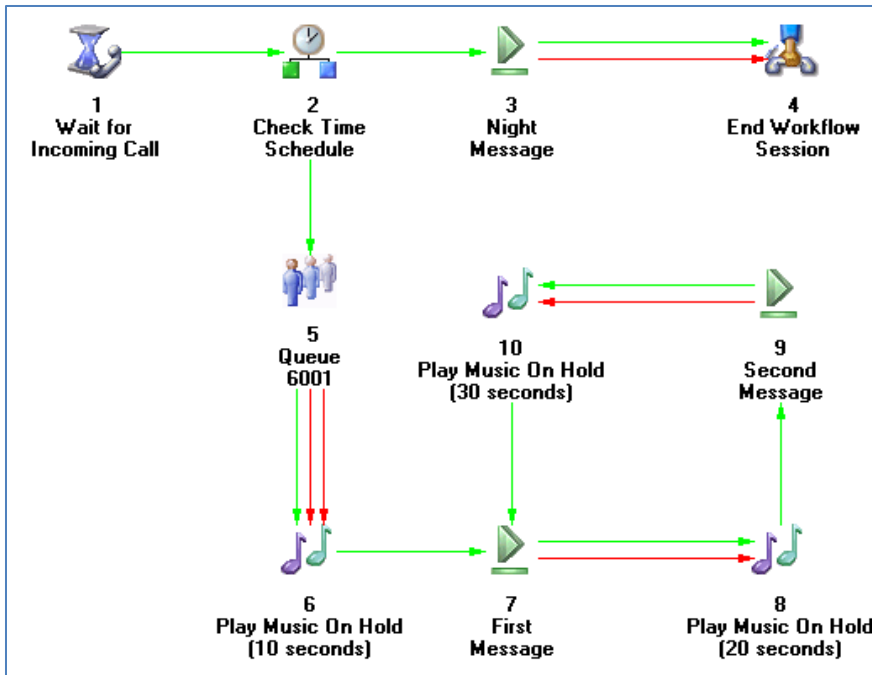 1
Wait for
Incoming Call
2
Check Time
Schedule
3
Night
Message
4
End Workflow
Session
5
Queue
6001
10
Play Music On Hold
(30 seconds)
9
Second
Message
6
Play Music On Hold
(10 seconds)
7
First
Message
8
Play Music On Hold
(20 seconds)